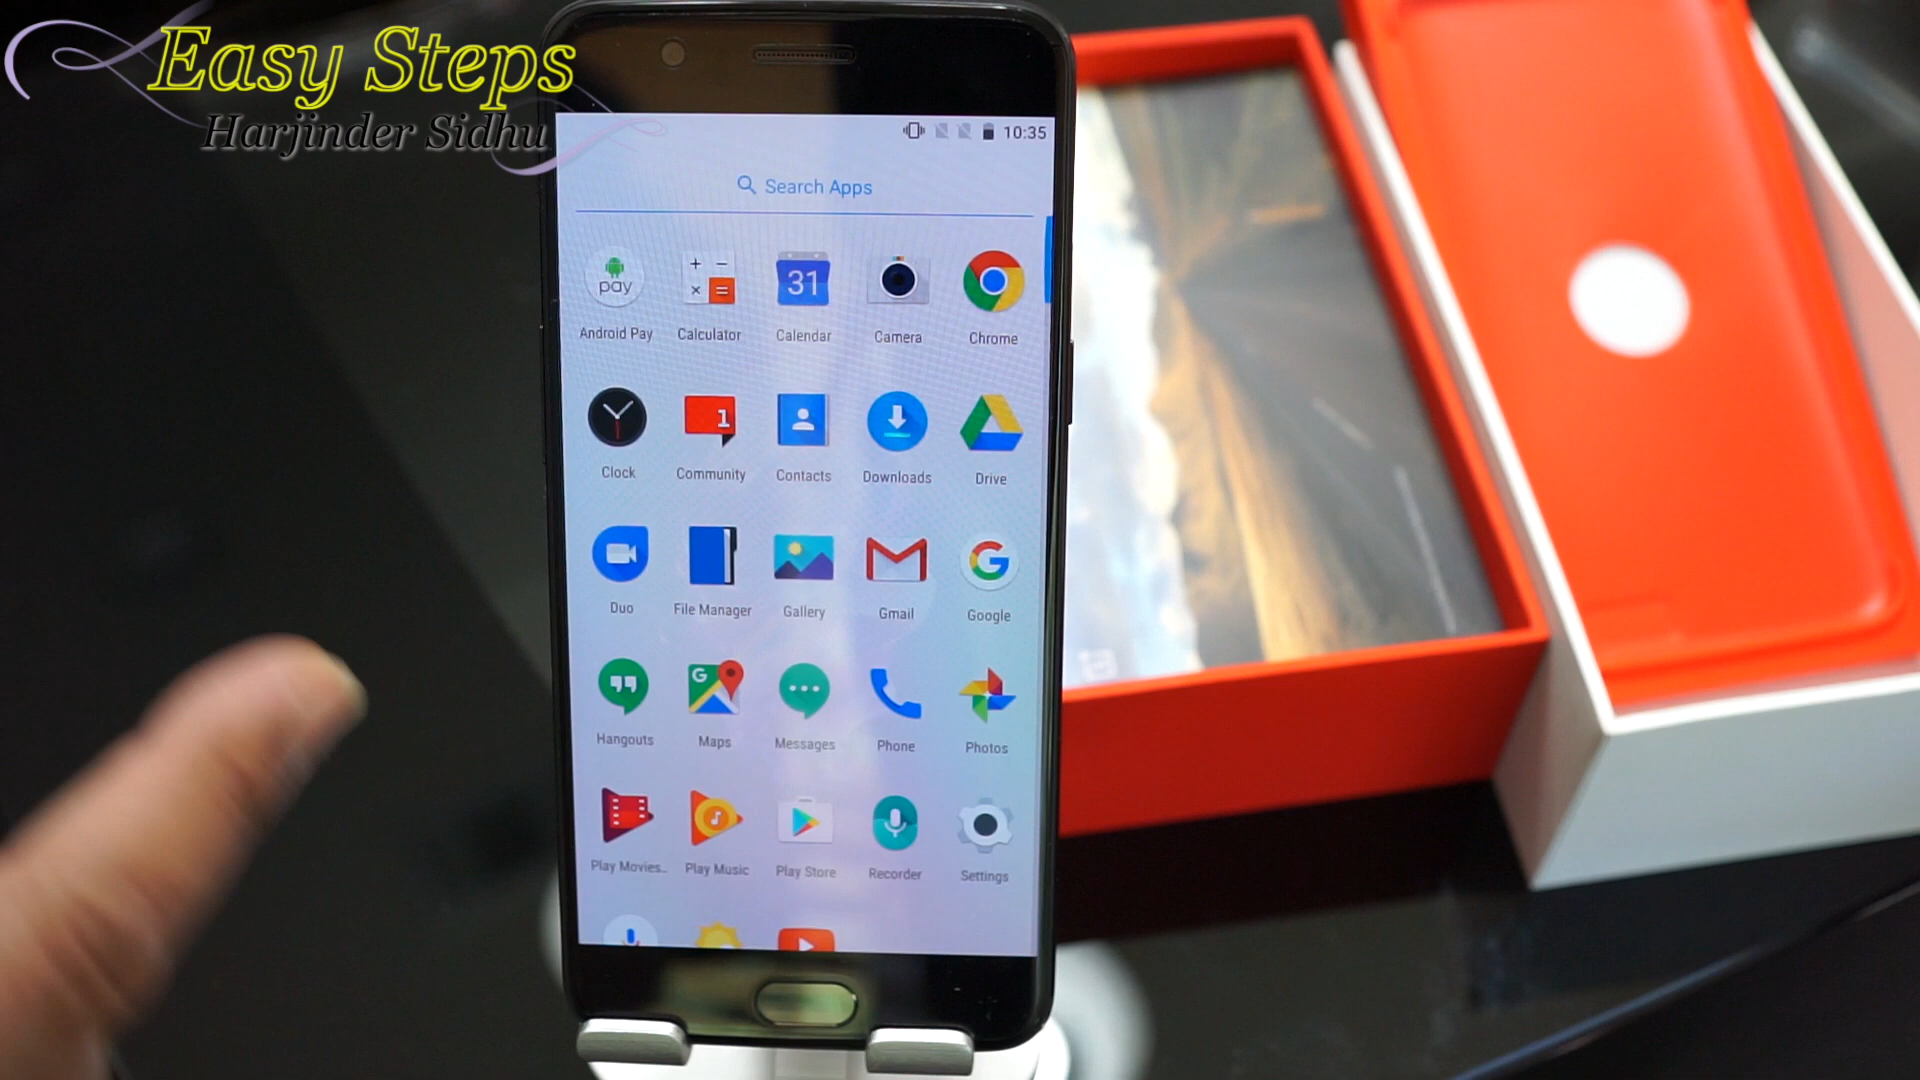 Easy Steps
Harjinder Sidhu
10:35
Search Apps
pay
31
Android Pay Calculator Calendar Camera Chrome
1
Clock Community Contacts Downloads Drive
Duo File Manager Gallery Gmail Google
G
Hangouts Maps Messages Phone Photos
Play Movies.. Play Music Play Store Recorder Settings